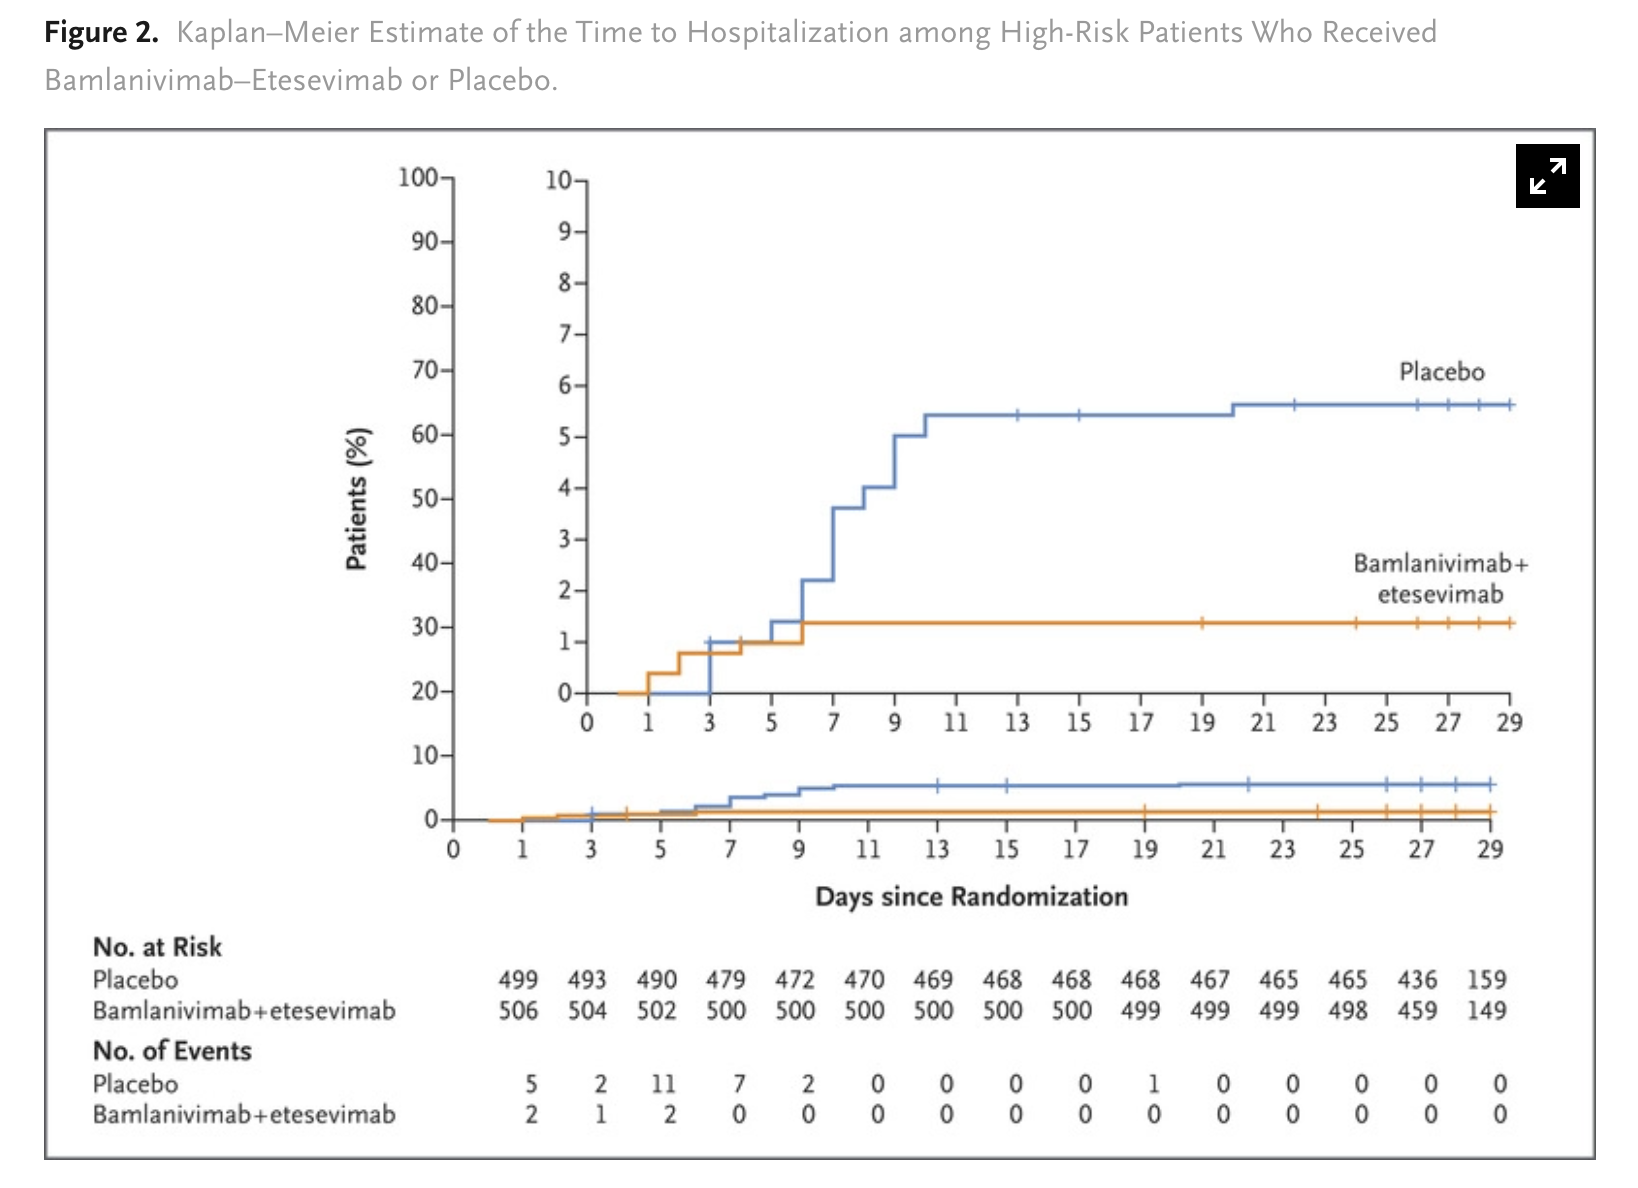 Figure 2. Kaplan–Meier Estimate of the Time to Hospitalization among High-Risk Patients Who Received
Bamlanivimab–Etesevimab or Placebo.
100
90
80
70
60
50
40
30
20
10
0
Patients (%)
10
9
8
7
6
5
4
3
2
1
0
Placebo
Bamlanivimab+
etesevimab
0 1 3 5 7 9 11 13 15 17 19 21 23 25 27 29
0 1 3 5 7 9 11 13 15 17 19 21 23 25 27 29
Days since Randomization
No. at Risk
Placebo 499 493 490 479 472 470 469 468 468 468 467 465 465 436 159
Bamlanivimab+etesevimab 506 504 502 500 500 500 500 500 500 499 499 499 498 459 149
No. of Events
Placebo 5 2 11 7 2 0 0 0 0 1 0 0 0 0 0
Bamlanivimab+etesevimab 2 1 2 0 0 0 0 0 0 0 0 0 0 0 0